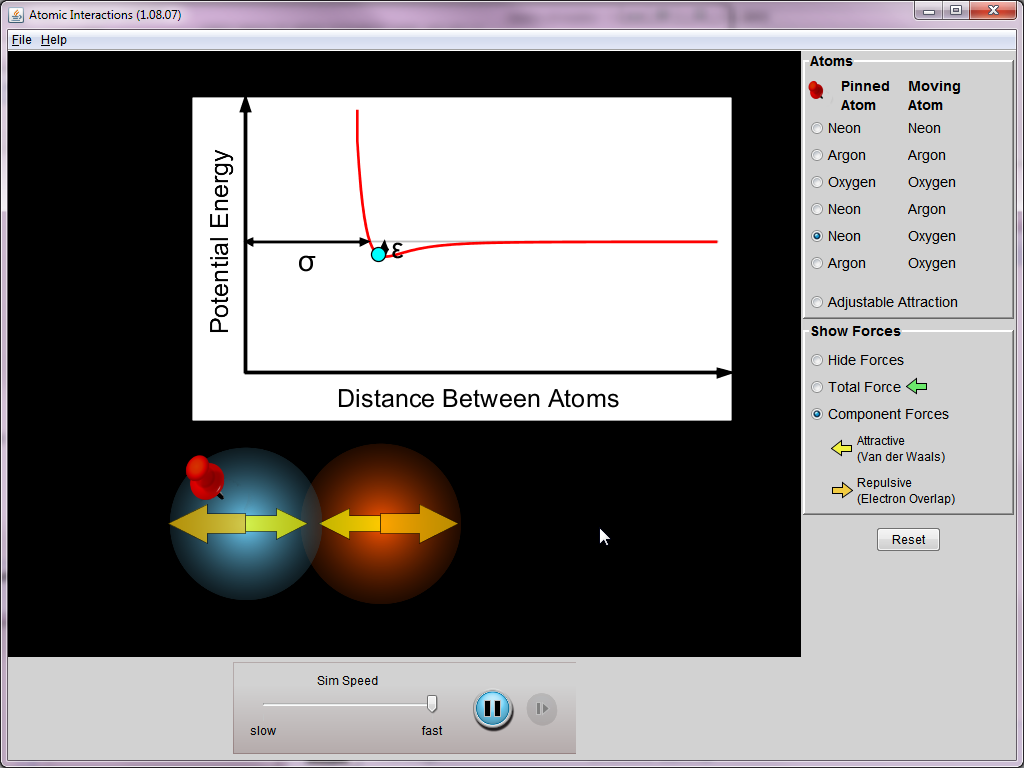 Atomic Interactions (1.08.07)
File Help
Potential Energy
σ
ε
Distance Between Atoms
Atoms
Pinned Moving
Atom Atom
Neon Neon
Argon Argon
Oxygen Oxygen
Neon Argon
Neon Oxygen
Argon Oxygen
Adjustable Attraction
Show Forces
Hide Forces
Total Force
Component Forces
Attractive
(Van der Waals)
Repulsive
(Electron Overlap)
Reset
Sim Speed
slow fast